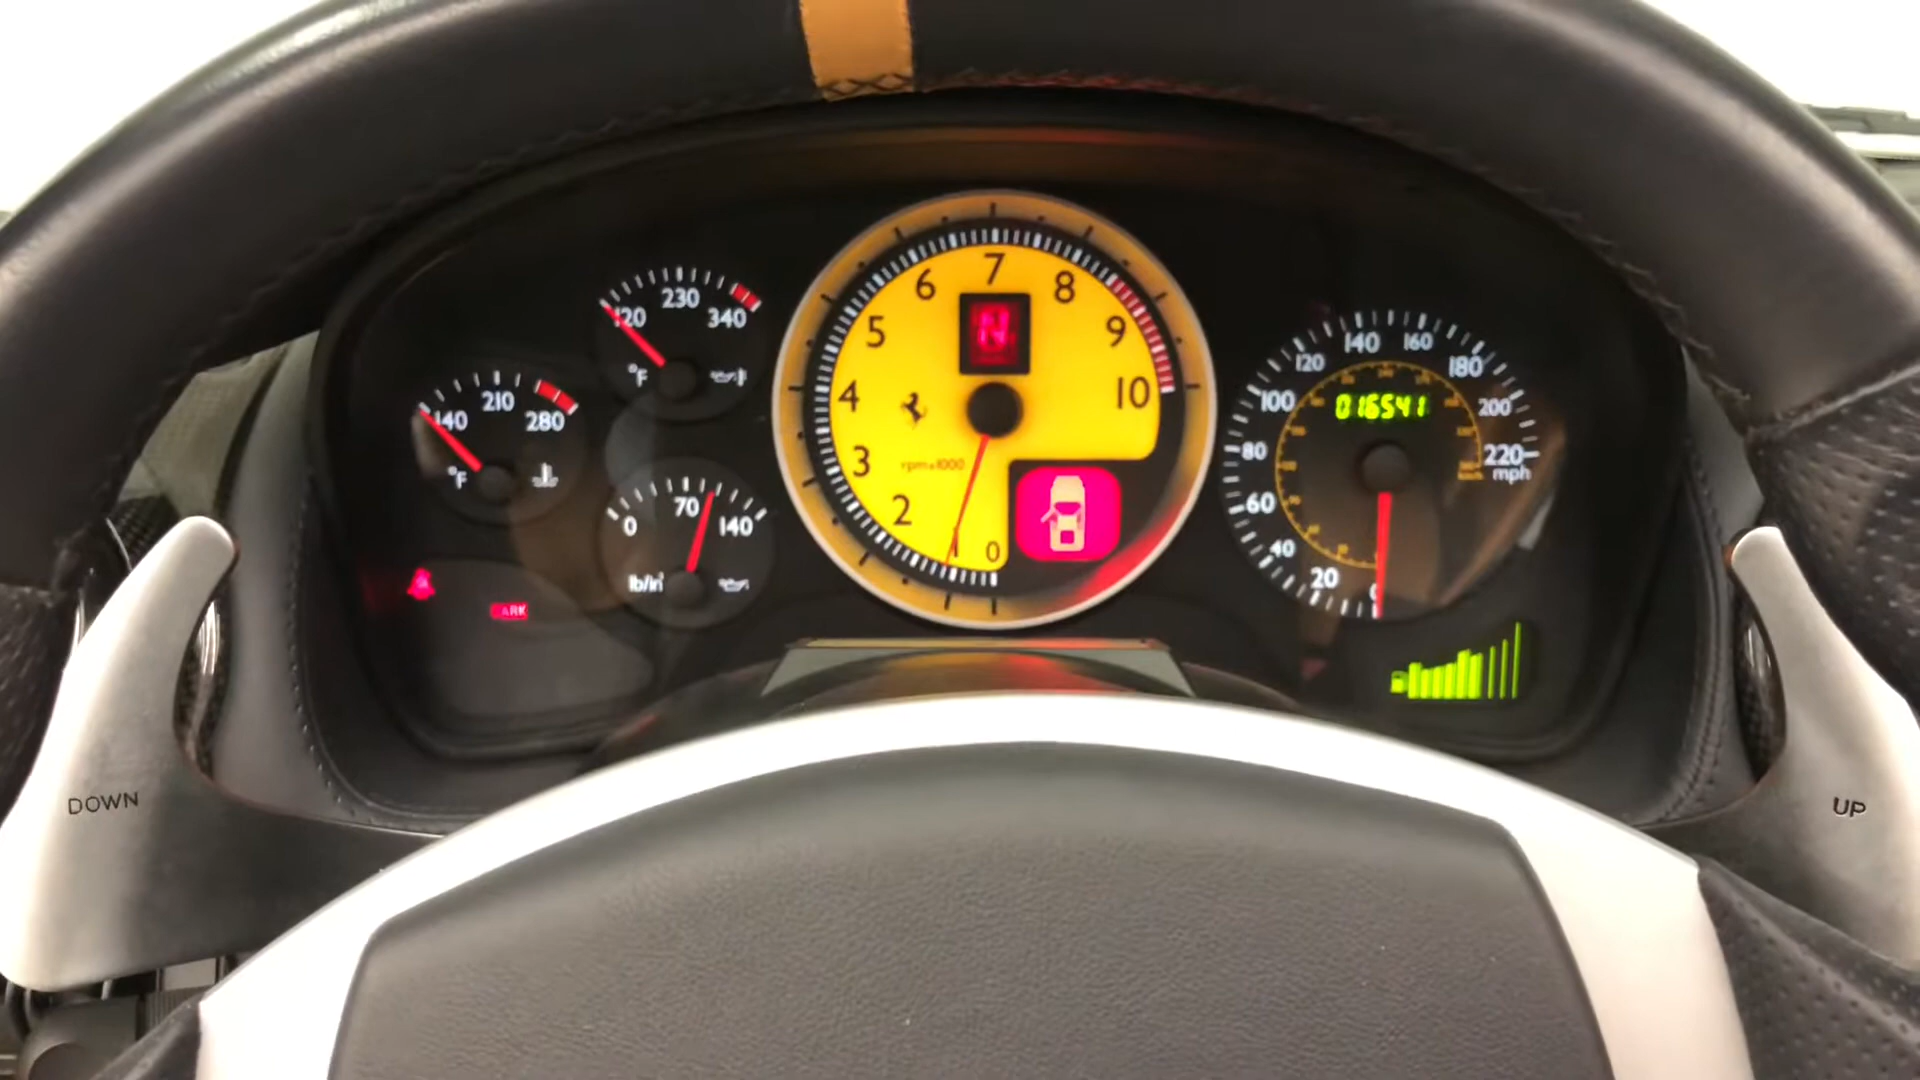 120 230 340
°F
140 210 280
°F
0 70 140
lb/in²
0 1 2 3 4 5 6 7 8 9 10
rpm x1000
N
0 20 40 60 80 100 120 140 160 180 200 220
mph
016541
DOWN
UP